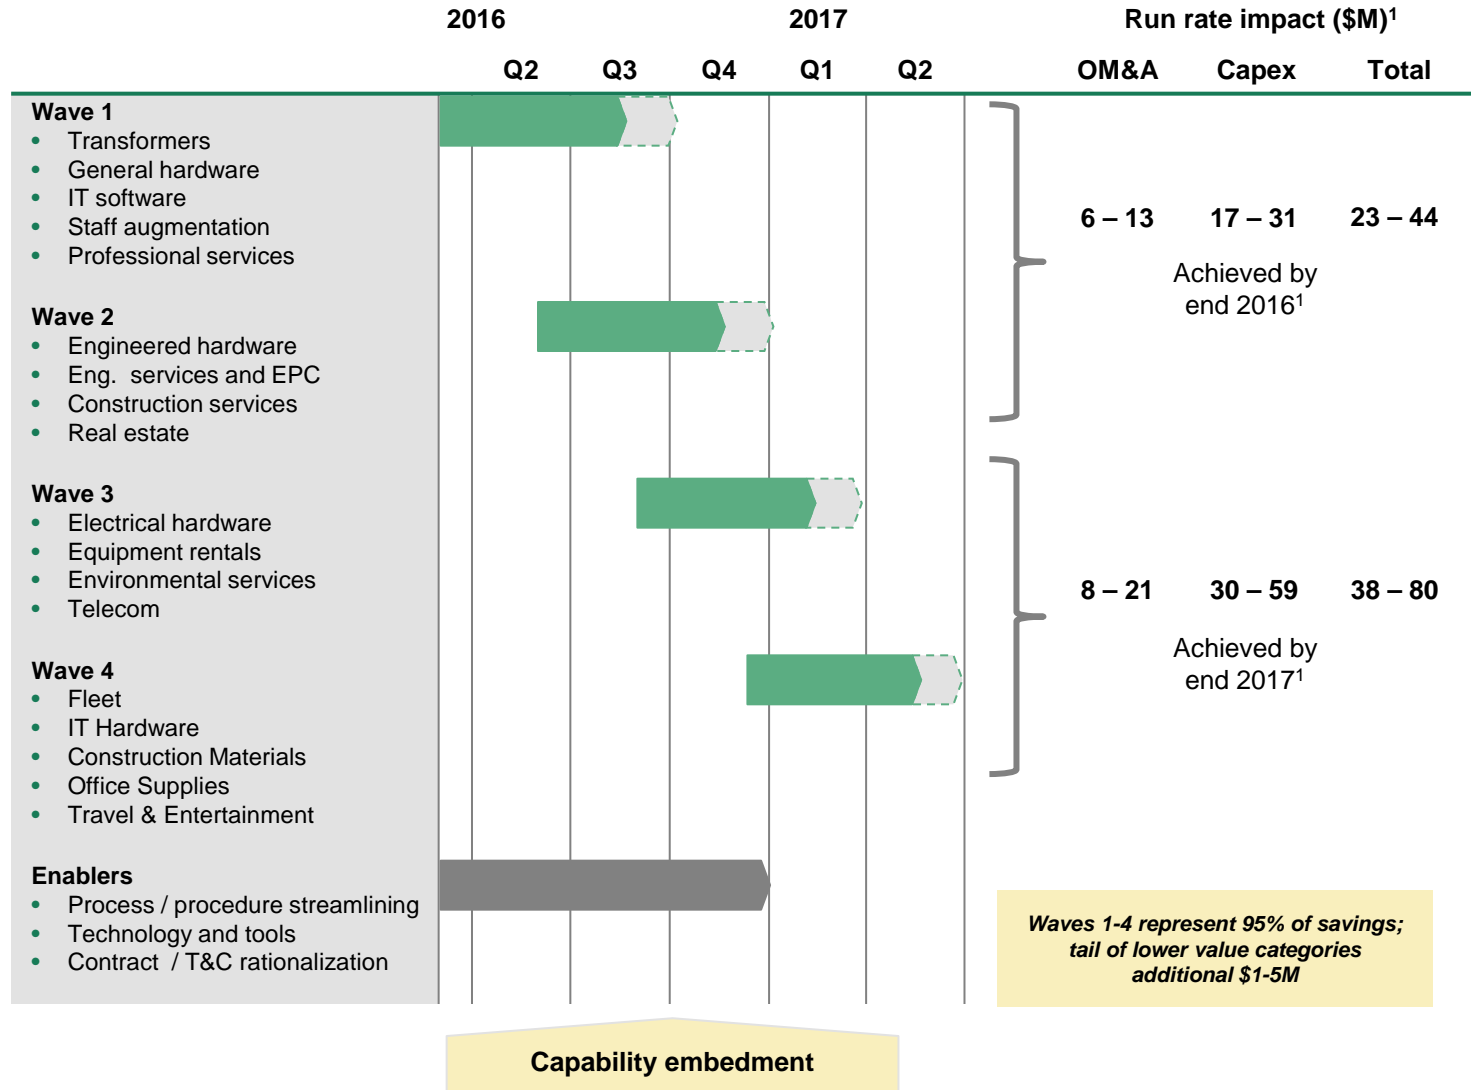 2016 2017 Run rate impact ($M)¹
Q2 Q3 Q4 Q1 Q2 OM&A Capex Total
Wave 1
• Transformers
• General hardware
• IT software
• Staff augmentation
• Professional services
6 – 13 17 – 31 23 – 44
Achieved by
end 2016¹
Wave 2
• Engineered hardware
• Eng. services and EPC
• Construction services
• Real estate
Wave 3
• Electrical hardware
• Equipment rentals
• Environmental services
• Telecom
8 – 21 30 – 59 38 – 80
Achieved by
end 2017¹
Wave 4
• Fleet
• IT Hardware
• Construction Materials
• Office Supplies
• Travel & Entertainment
Enablers
• Process / procedure streamlining
• Technology and tools
• Contract / T&C rationalization
Waves 1-4 represent 95% of savings;
tail of lower value categories
additional $1-5M
Capability embedment